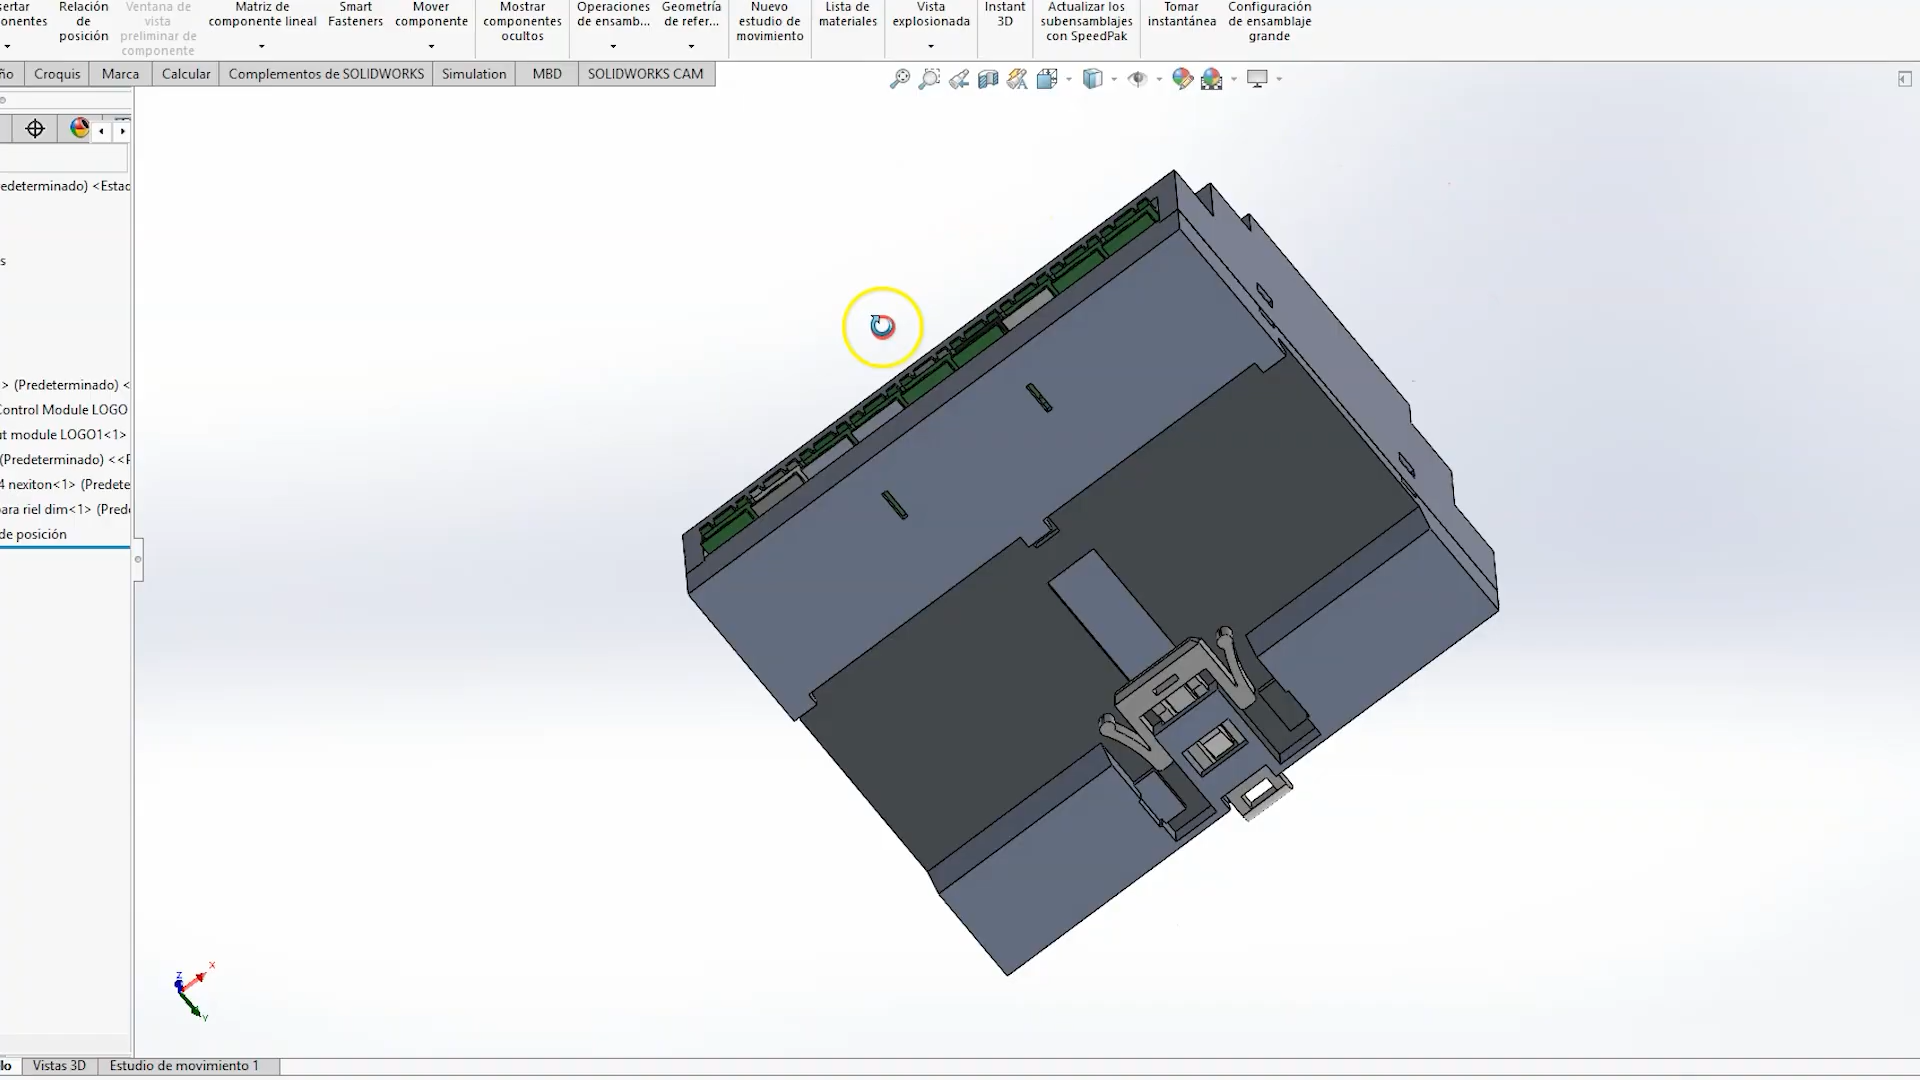 sertar
onentes
Relación
de
posición
Ventana de
vista
preliminar de
componente
Matriz de
componente lineal
Smart
Fasteners
Mover
componente
Mostrar
componentes
ocultos
Operaciones
de ensamb...
Geometría
de refer...
Nuevo
estudio de
movimiento
Lista de
materiales
Vista
explosionada
Instant
3D
Actualizar los
subensamblajes
con SpeedPak
Tomar
instantánea
Configuración
de ensamblaje
grande
ño Croquis Marca Calcular Complementos de SOLIDWORKS Simulation MBD SOLIDWORKS CAM
edeterminado) <Estad
s
> (Predeterminado) <
Control Module LOGO
ut module LOGO1<1>
(Predeterminado) <<P
4 nexiton<1> (Predete
para riel dim<1> (Pred
de posición
Z X
Y
lo Vistas 3D Estudio de movimiento 1